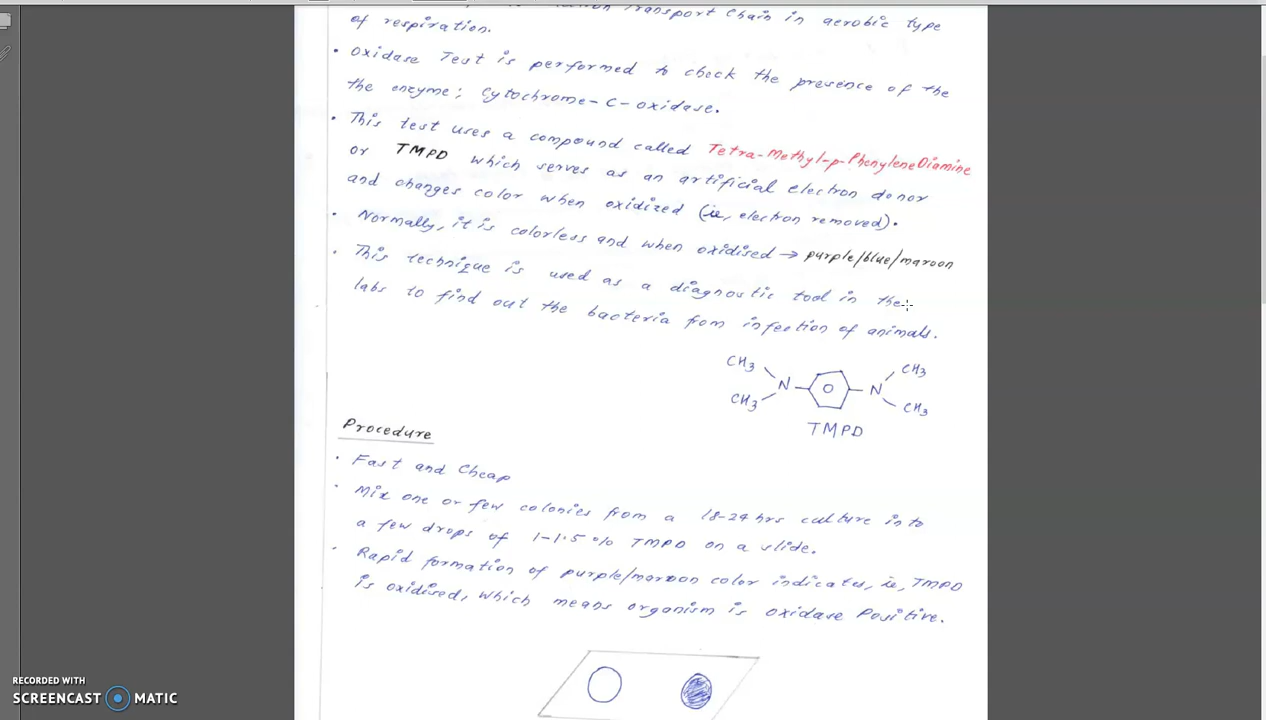 Transport Chain in aerobic type
of respiration.
• Oxidase Test is performed to check the presence of the
the enzyme; Cytochrome-C-oxidase.
• This test uses a compound called Tetra-Methyl-p-PhenyleneDiamine
or TMPD which serves as an artificial electron donor
and changes color when oxidized (ie, electron removed).
• Normally, it is colorless and when oxidised → purple/blue/maroon
• This technique is used as a diagnostic tool in the
labs to find out the bacteria from infection of animals.
CH3 CH3
N N
CH3 CH3
TMPD
Procedure
• Fast and Cheap
• Mix one or few colonies from a 18-24 hrs culture in to
a few drops of 1-1.5% TMPD on a slide.
• Rapid formation of purple/maroon color indicates, ie, TMPD
is oxidised, which means organism is oxidase Positive.
RECORDED WITH
SCREENCAST MATIC